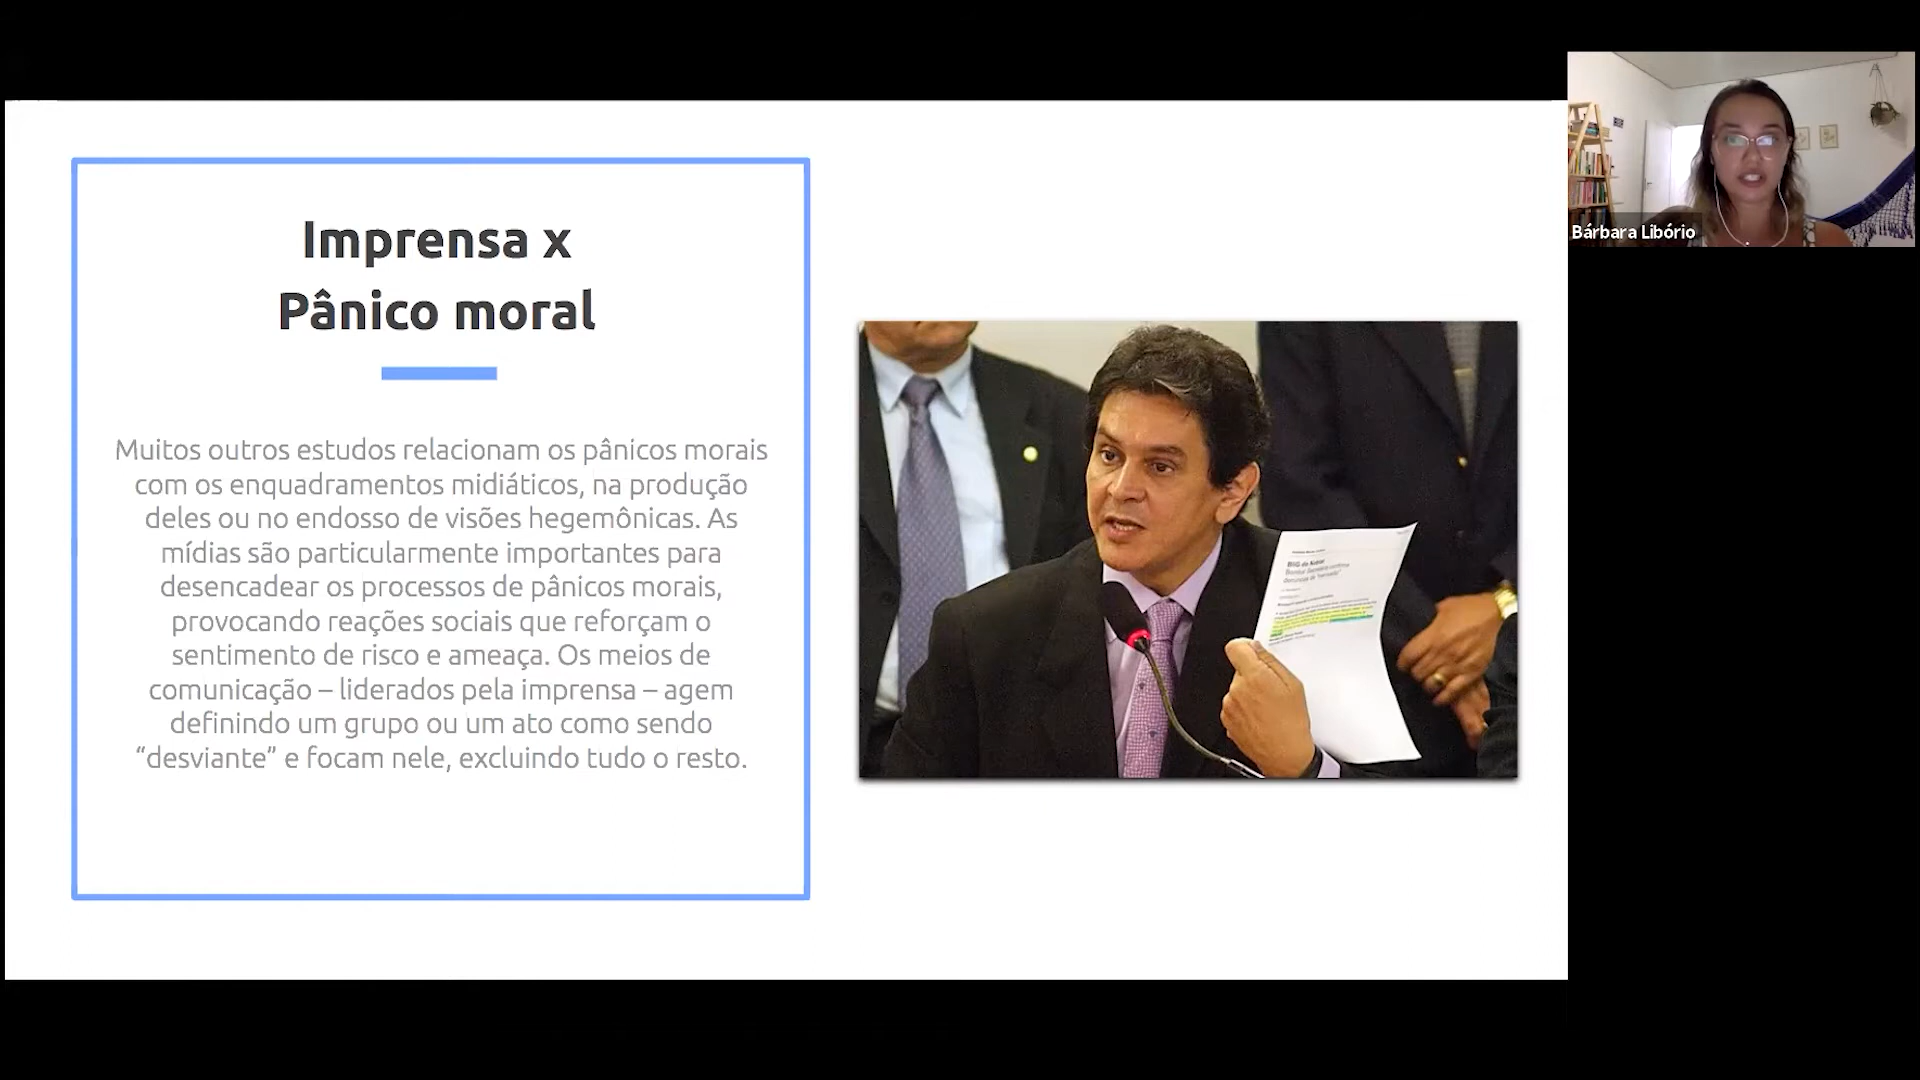 Imprensa x
Pânico moral
Muitos outros estudos relacionam os pânicos morais
com os enquadramentos midiáticos, na produção
deles ou no endosso de visões hegemônicas. As
mídias são particularmente importantes para
desencadear os processos de pânicos morais,
provocando reações sociais que reforçam o
sentimento de risco e ameaça. Os meios de
comunicação – liderados pela imprensa – agem
definindo um grupo ou um ato como sendo
“desviante” e focam nele, excluindo tudo o resto.
Bárbara Libório